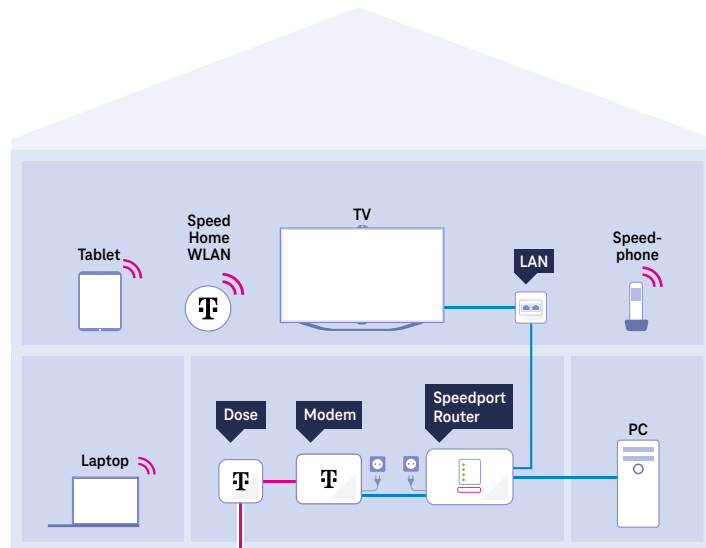 TV
Speed
Home
WLAN
Tablet
LAN
Speed-
phone
Dose
Modem
Speedport
Router
PC
Laptop
T
T
T